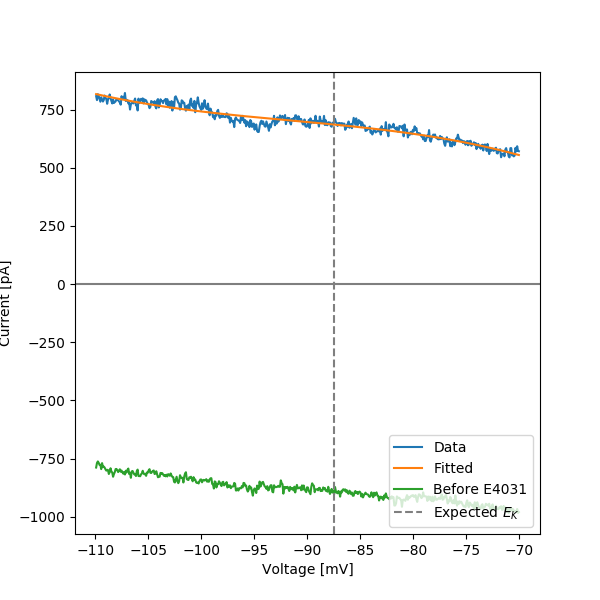 750
500
250
0
−250
−500
−750
−1000
Current [pA]
Data
Fitted
Before E4031
Expected E_K
−110 −105 −100 −95 −90 −85 −80 −75 −70
Voltage [mV]